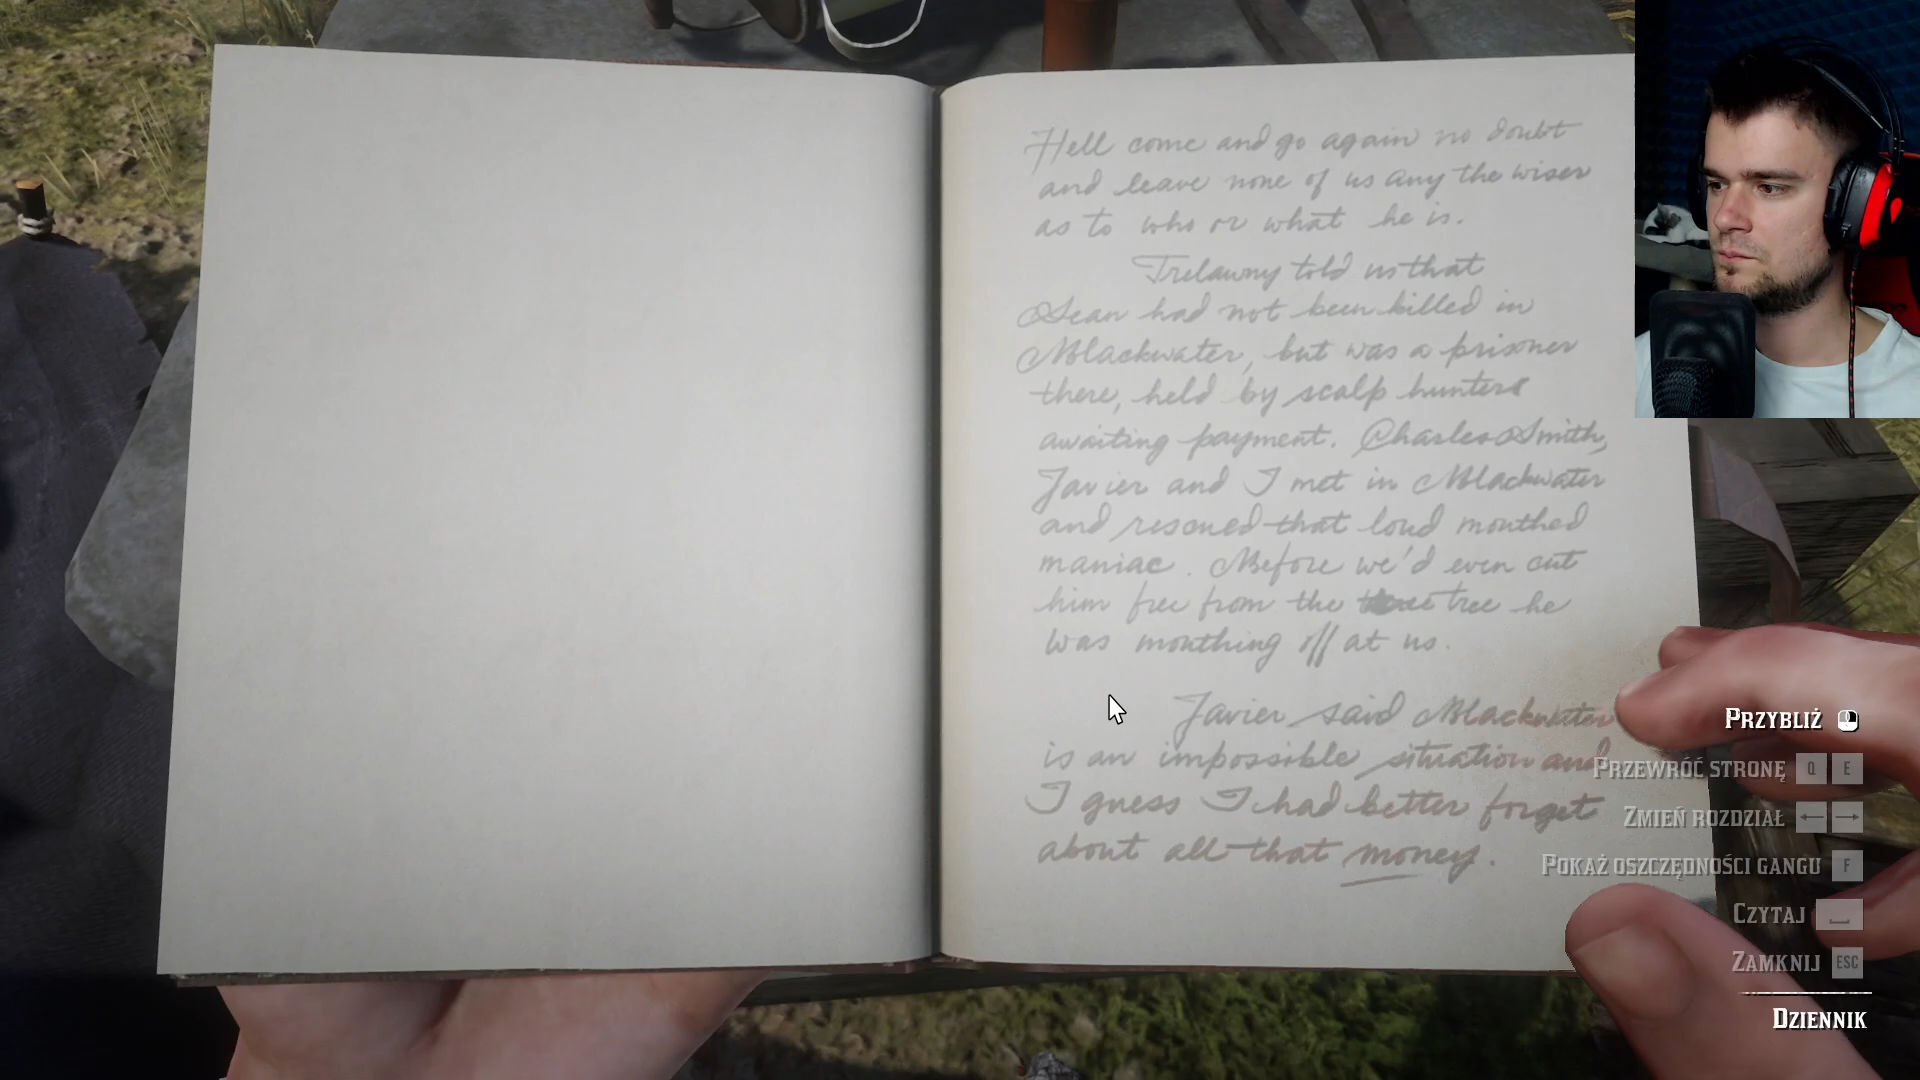 Hell come and go again no doubt
and leave none of us any the wiser
as to who or what he is.
Trelawny told us that
Sean had not been killed in
Blackwater, but was a prisoner
there, held by scalp hunters
awaiting payment. Charles Smith,
Javier and I met in Blackwater
and rescued that loud mouthed
maniac. Before we'd even cut
him free from the tree he
was mouthing off at us.
Javier said Blackwater
is an impossible situation and
I guess I had better forget
about all that money.
PRZYBLIŻ
PRZEWRÓĆ STRONĘ Q E
ZMIEŃ ROZDZIAŁ ← →
POKAŻ OSZCZĘDNOŚCI GANGU F
CZYTAJ
ZAMKNIJ ESC
DZIENNIK